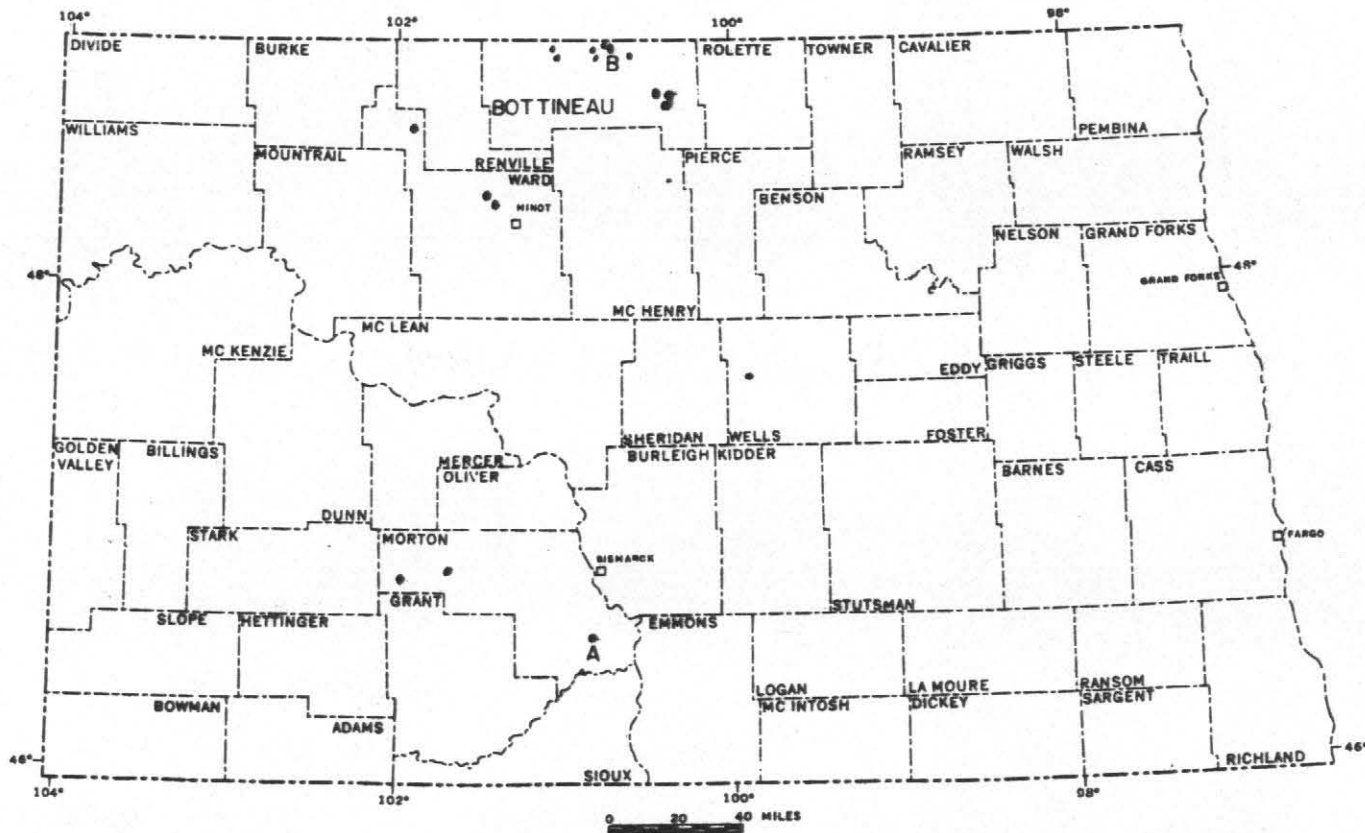 104° 102° 100° 98°
DIVIDE BURKE ROLETTE TOWNER CAVALIER
B
BOTTINEAU
WILLIAMS PEMBINA
MOUNTRAIL RENVILLE PIERCE RAMSEY WALSH
WARD
MINOT BENSON
NELSON GRAND FORKS
48° 48°
GRAND FORKS
MC LEAN MC HENRY
MC KENZIE EDDY GRIGGS STEELE TRAILL
GOLDEN VALLEY BILLINGS SHERIDAN WELLS FOSTER
MERCER BURLEIGH KIDDER BARNES CASS
OLIVER
DUNN
STARK MORTON FARGO
BISMARCK
GRANT STUTSMAN
SLOPE HETTINGER EMMONS
A
LOGAN LA MOURE RANSOM
BOWMAN MC INTOSH DICKEY SARGENT
ADAMS
46° 46°
SIOUX RICHLAND
104° 102° 100° 98°
0 20 40 MILES